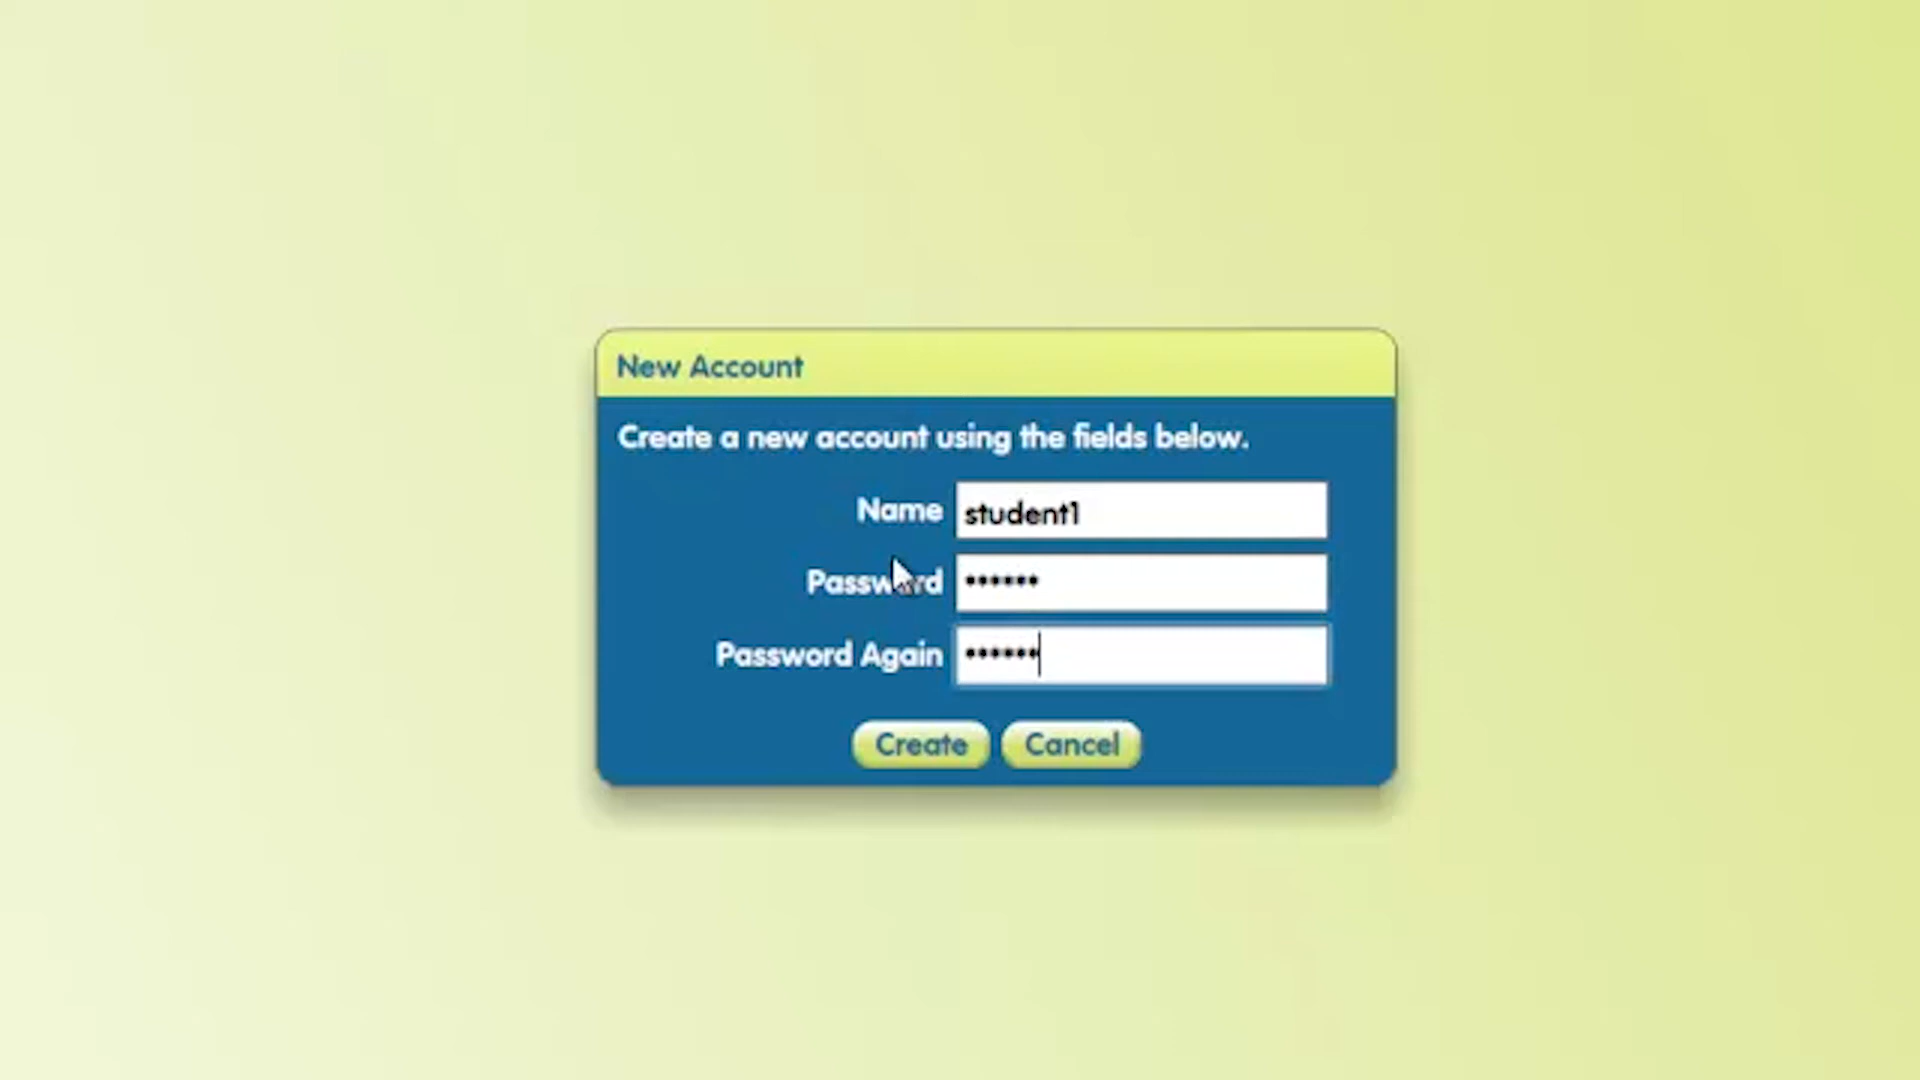 New Account
Create a new account using the fields below.
Name student1
Password ••••••
Password Again ••••••
Create Cancel